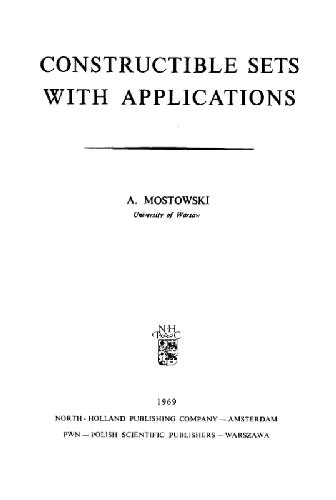 CONSTRUCTIBLE SETS
WITH APPLICATIONS
A. MOSTOWSKI
University of Warsaw
N·H
1969
NORTH-HOLLAND PUBLISHING COMPANY — AMSTERDAM
PWN — POLISH SCIENTIFIC PUBLISHERS — WARSZAWA